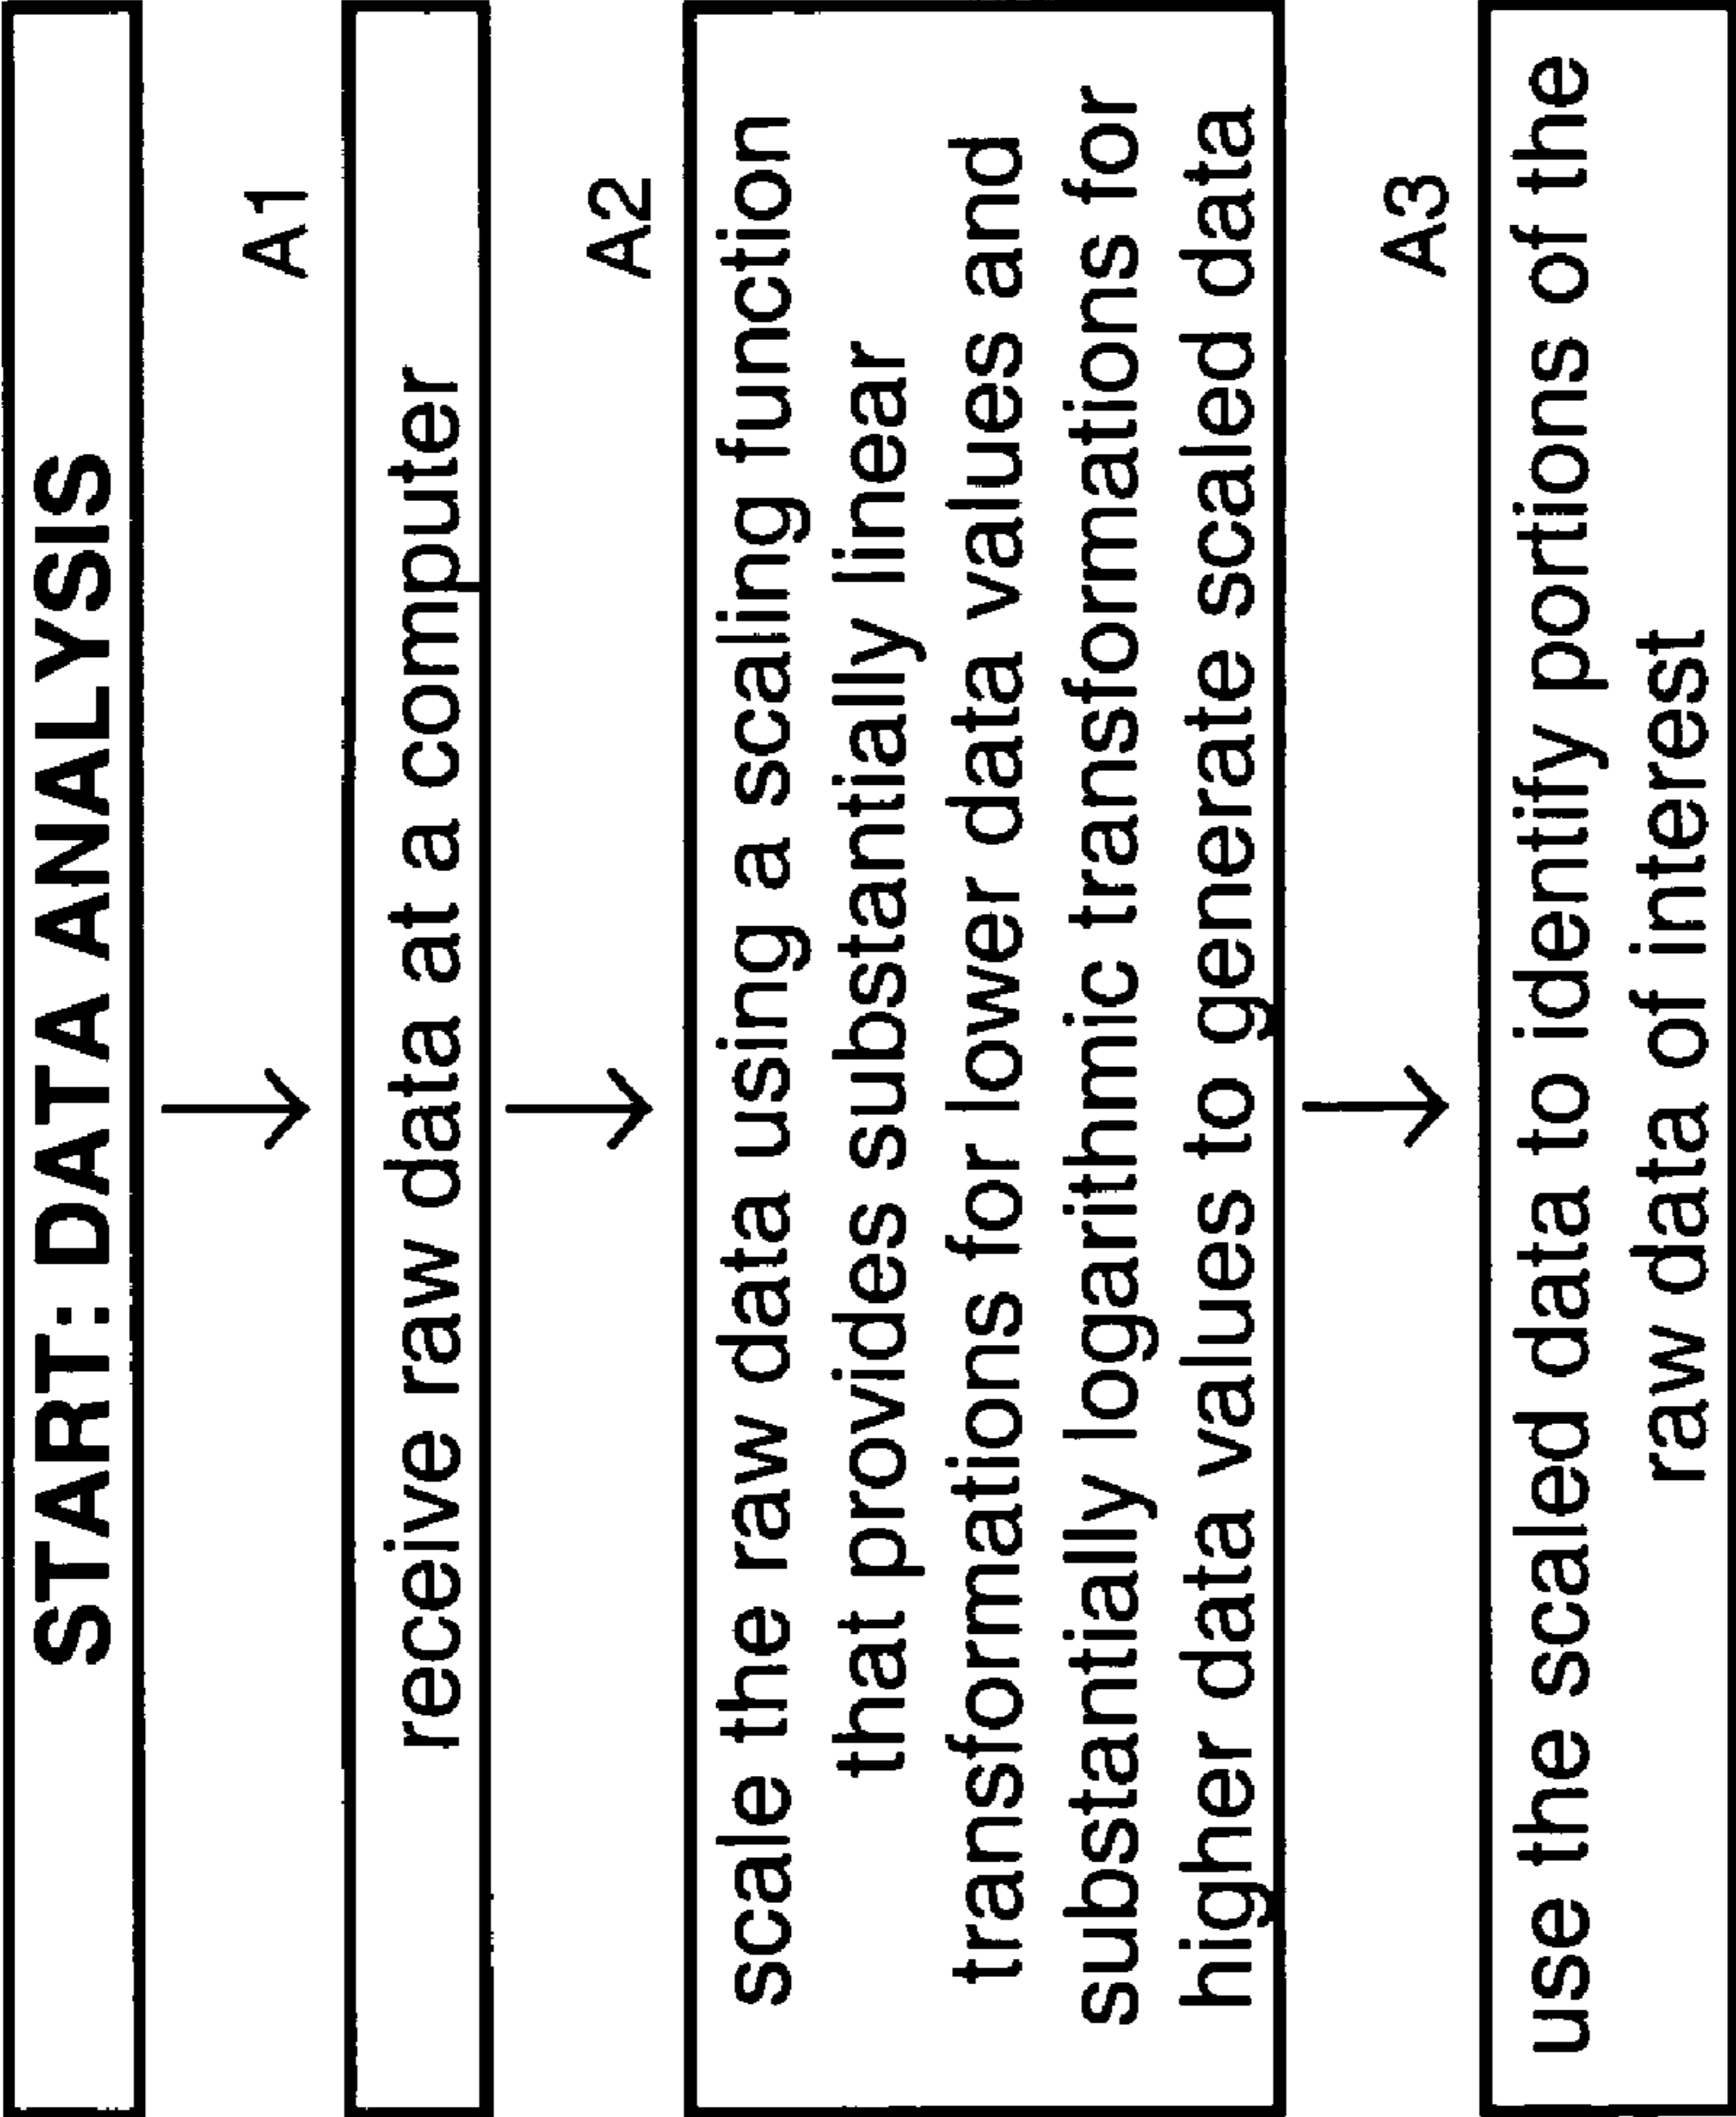 START: DATA ANALYSIS
A1
receive raw data at a computer
A2
scale the raw data using a scaling function
that provides substantially linear
transformations for lower data values and
substantially logarithmic transformations for
higher data values to generate scaled data
A3
use the scaled data to identify portions of the
raw data of interest